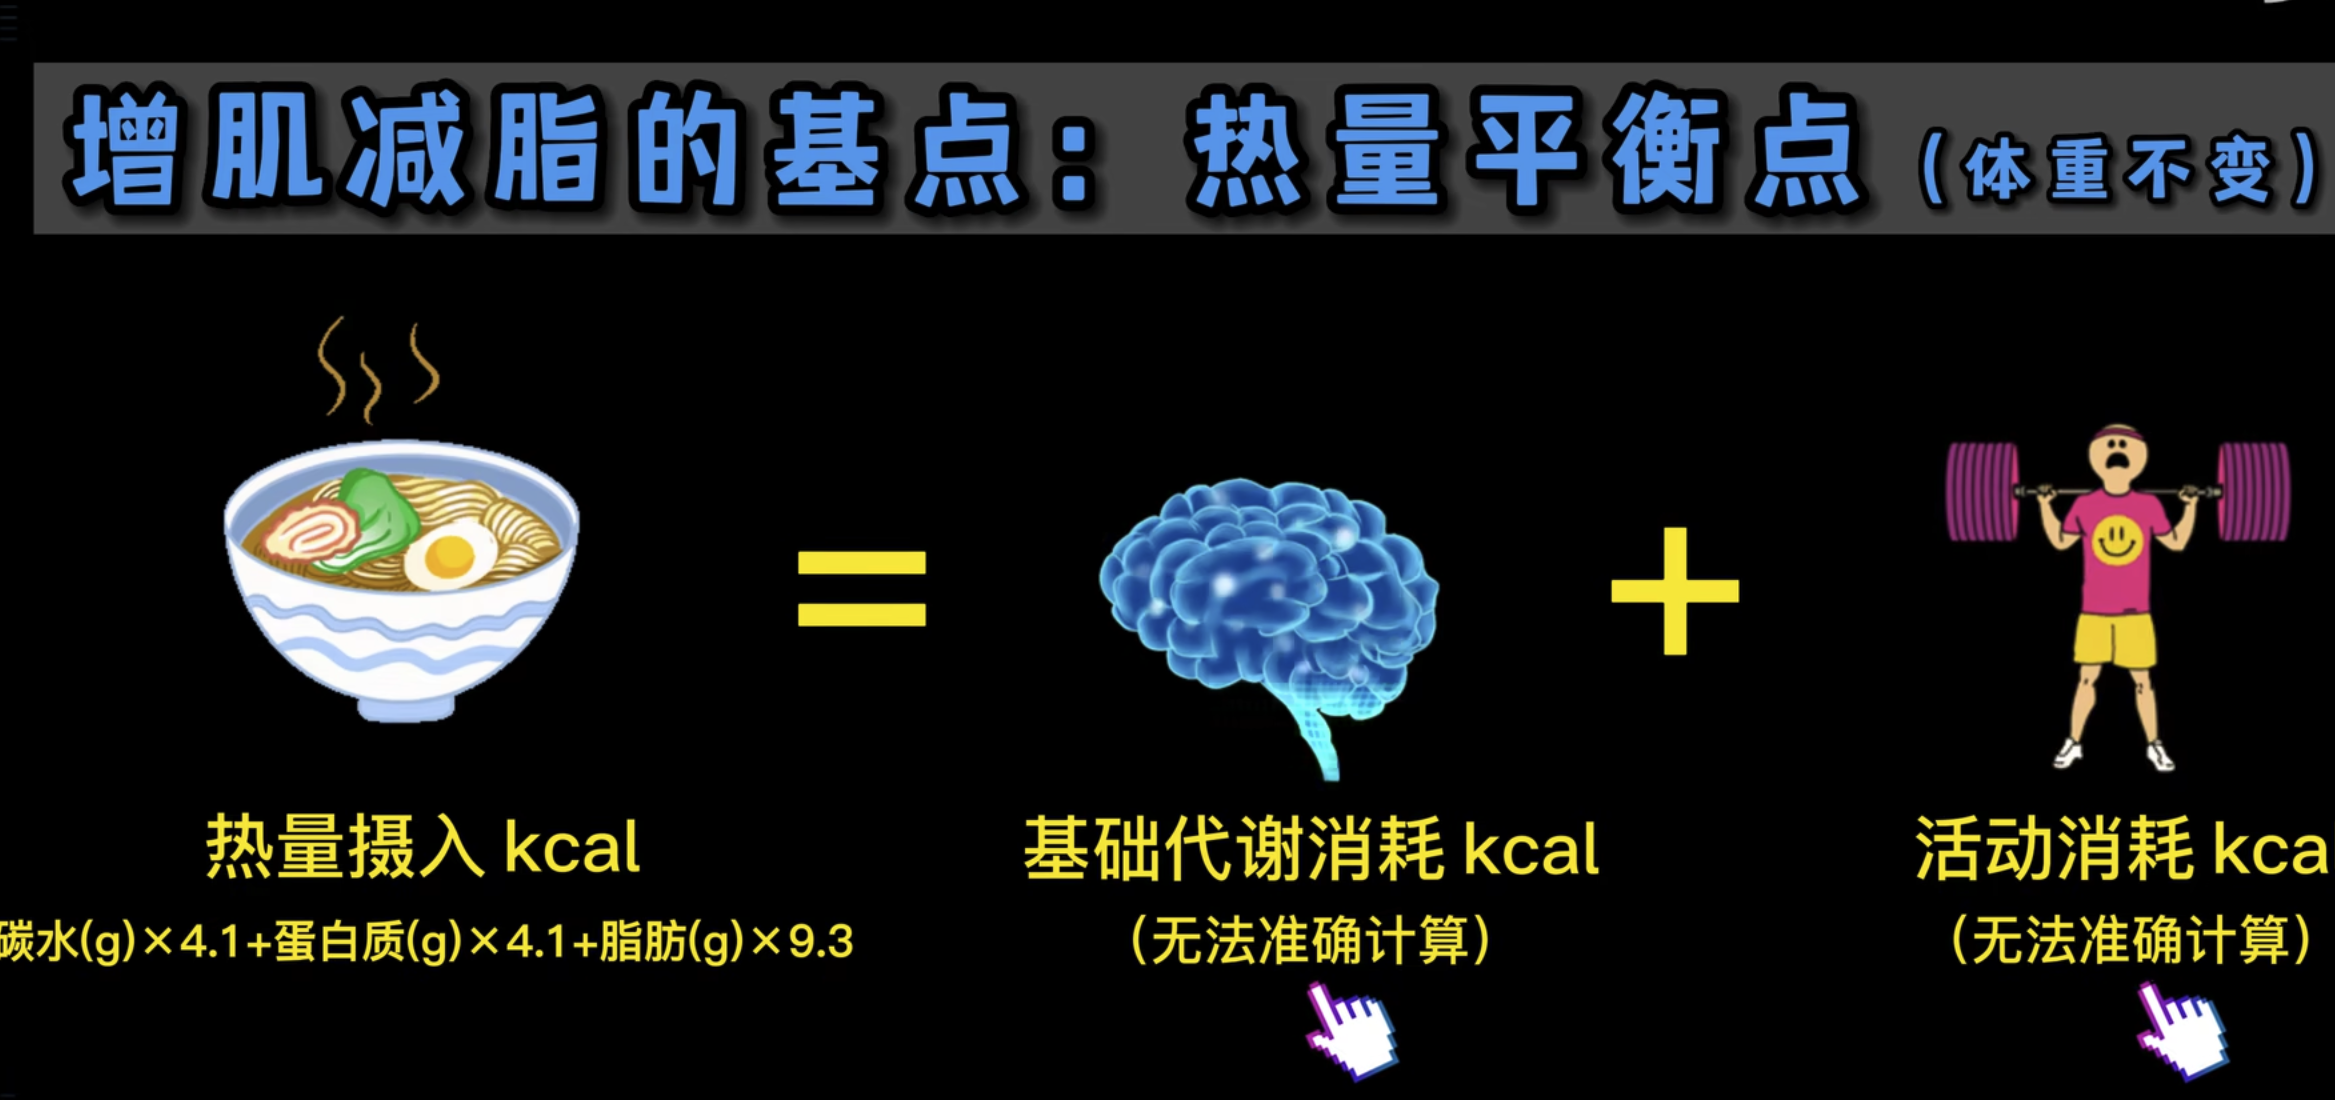 增肌减脂的基点：热量平衡点（体重不变）
热量摄入 kcal
基础代谢消耗 kcal
活动消耗 kca
碳水(g)×4.1+蛋白质(g)×4.1+脂肪(g)×9.3
（无法准确计算）
（无法准确计算）